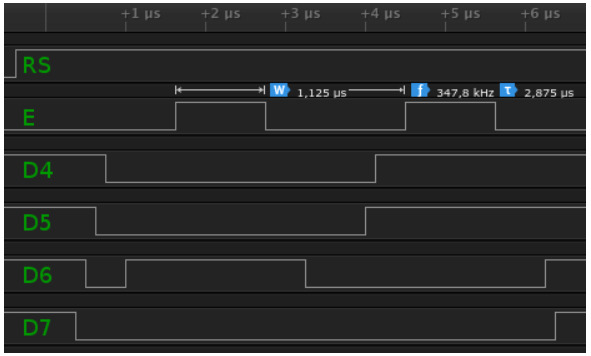 +1 µs +2 µs +3 µs +4 µs +5 µs +6 µs
RS
W 1,125 µs f 347,8 kHz τ 2,875 µs
E
D4
D5
D6
D7